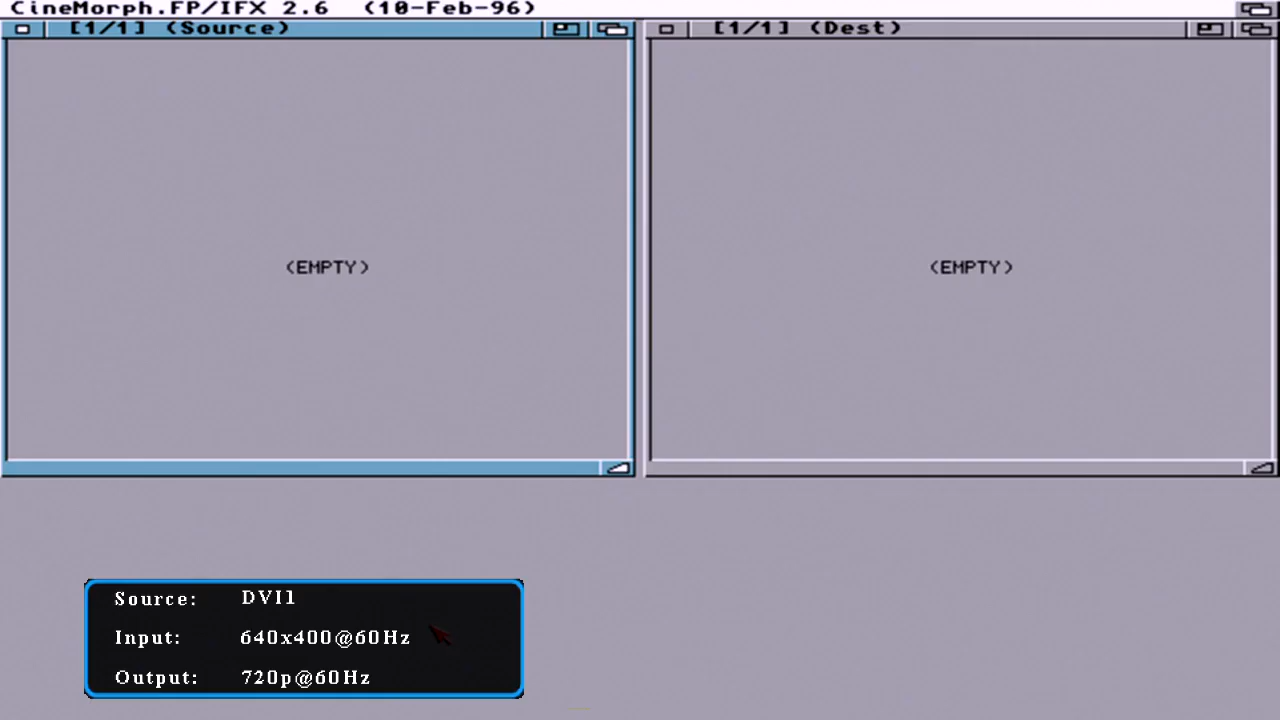 CineMorph.FP/IFX 2.6 (10-Feb-96)
[1/1] (Source)
[1/1] (Dest)
(EMPTY)
(EMPTY)
Source: DVI1
Input: 640x400@60Hz
Output: 720p@60Hz